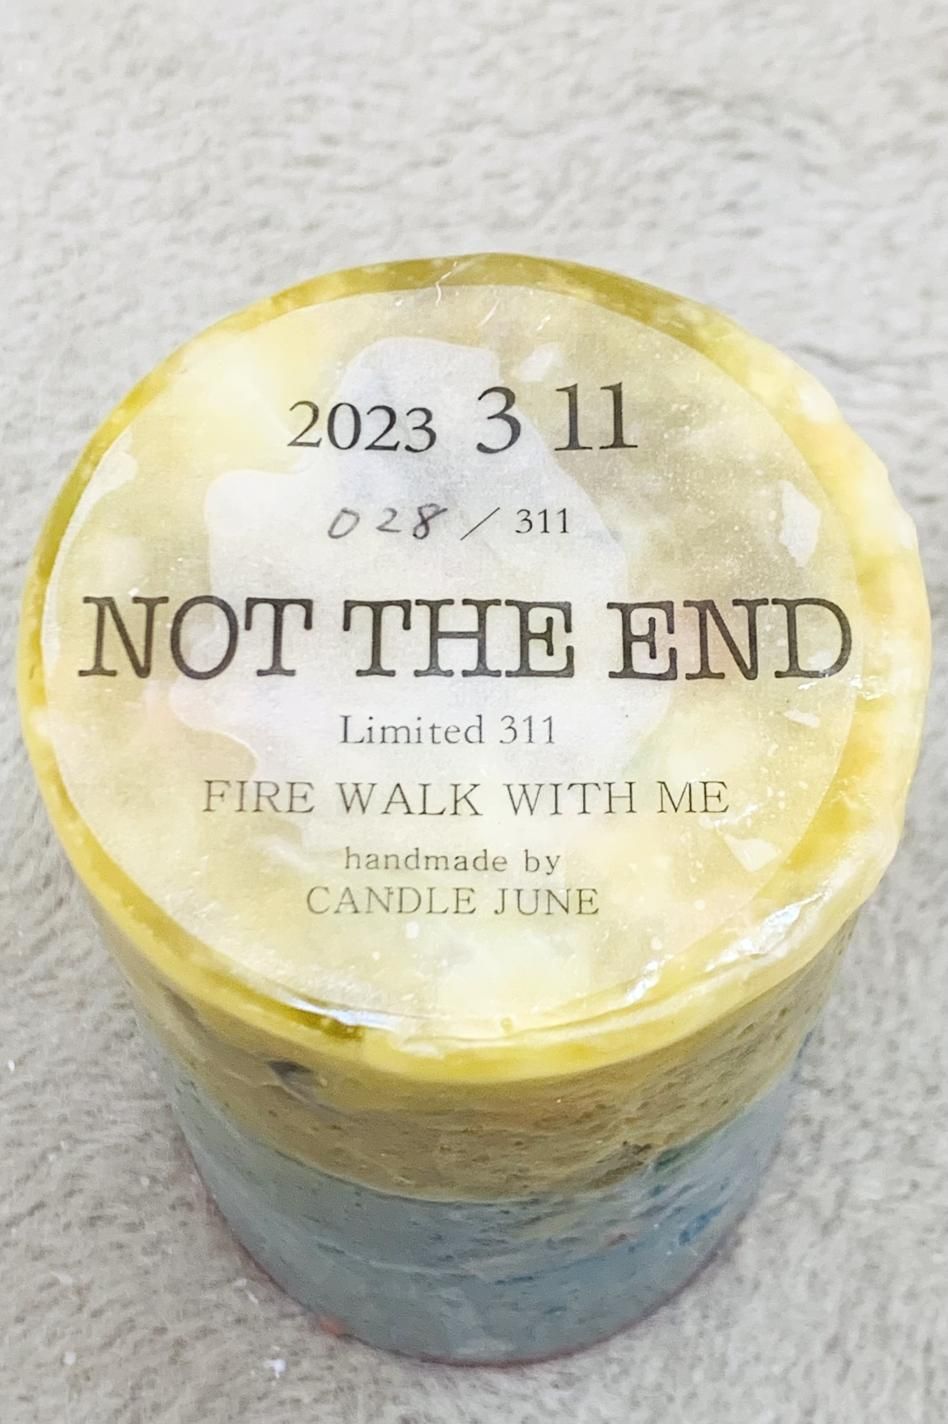 2023 3 11
028 / 311
NOT THE END
Limited 311
FIRE WALK WITH ME
handmade by
CANDLE JUNE